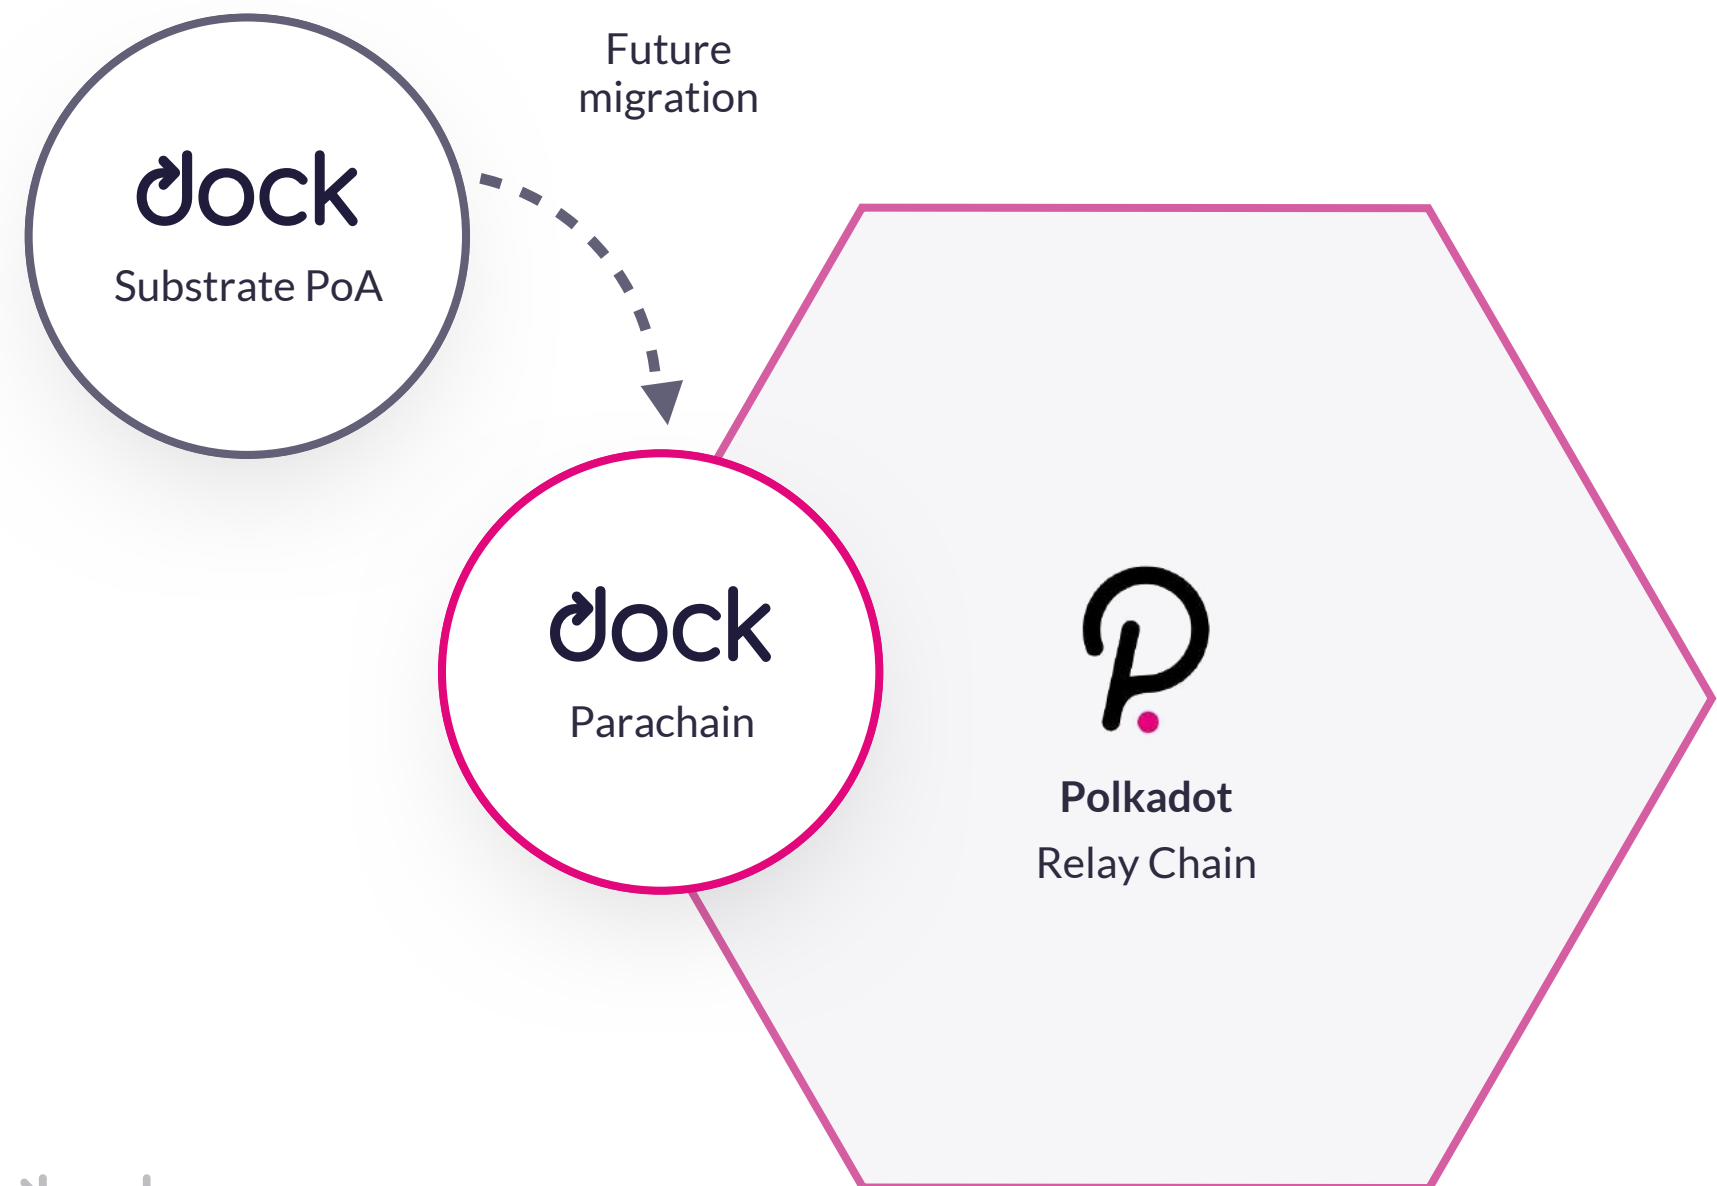 Future
migration
dock
Substrate PoA
dock
Parachain
Polkadot
Relay Chain